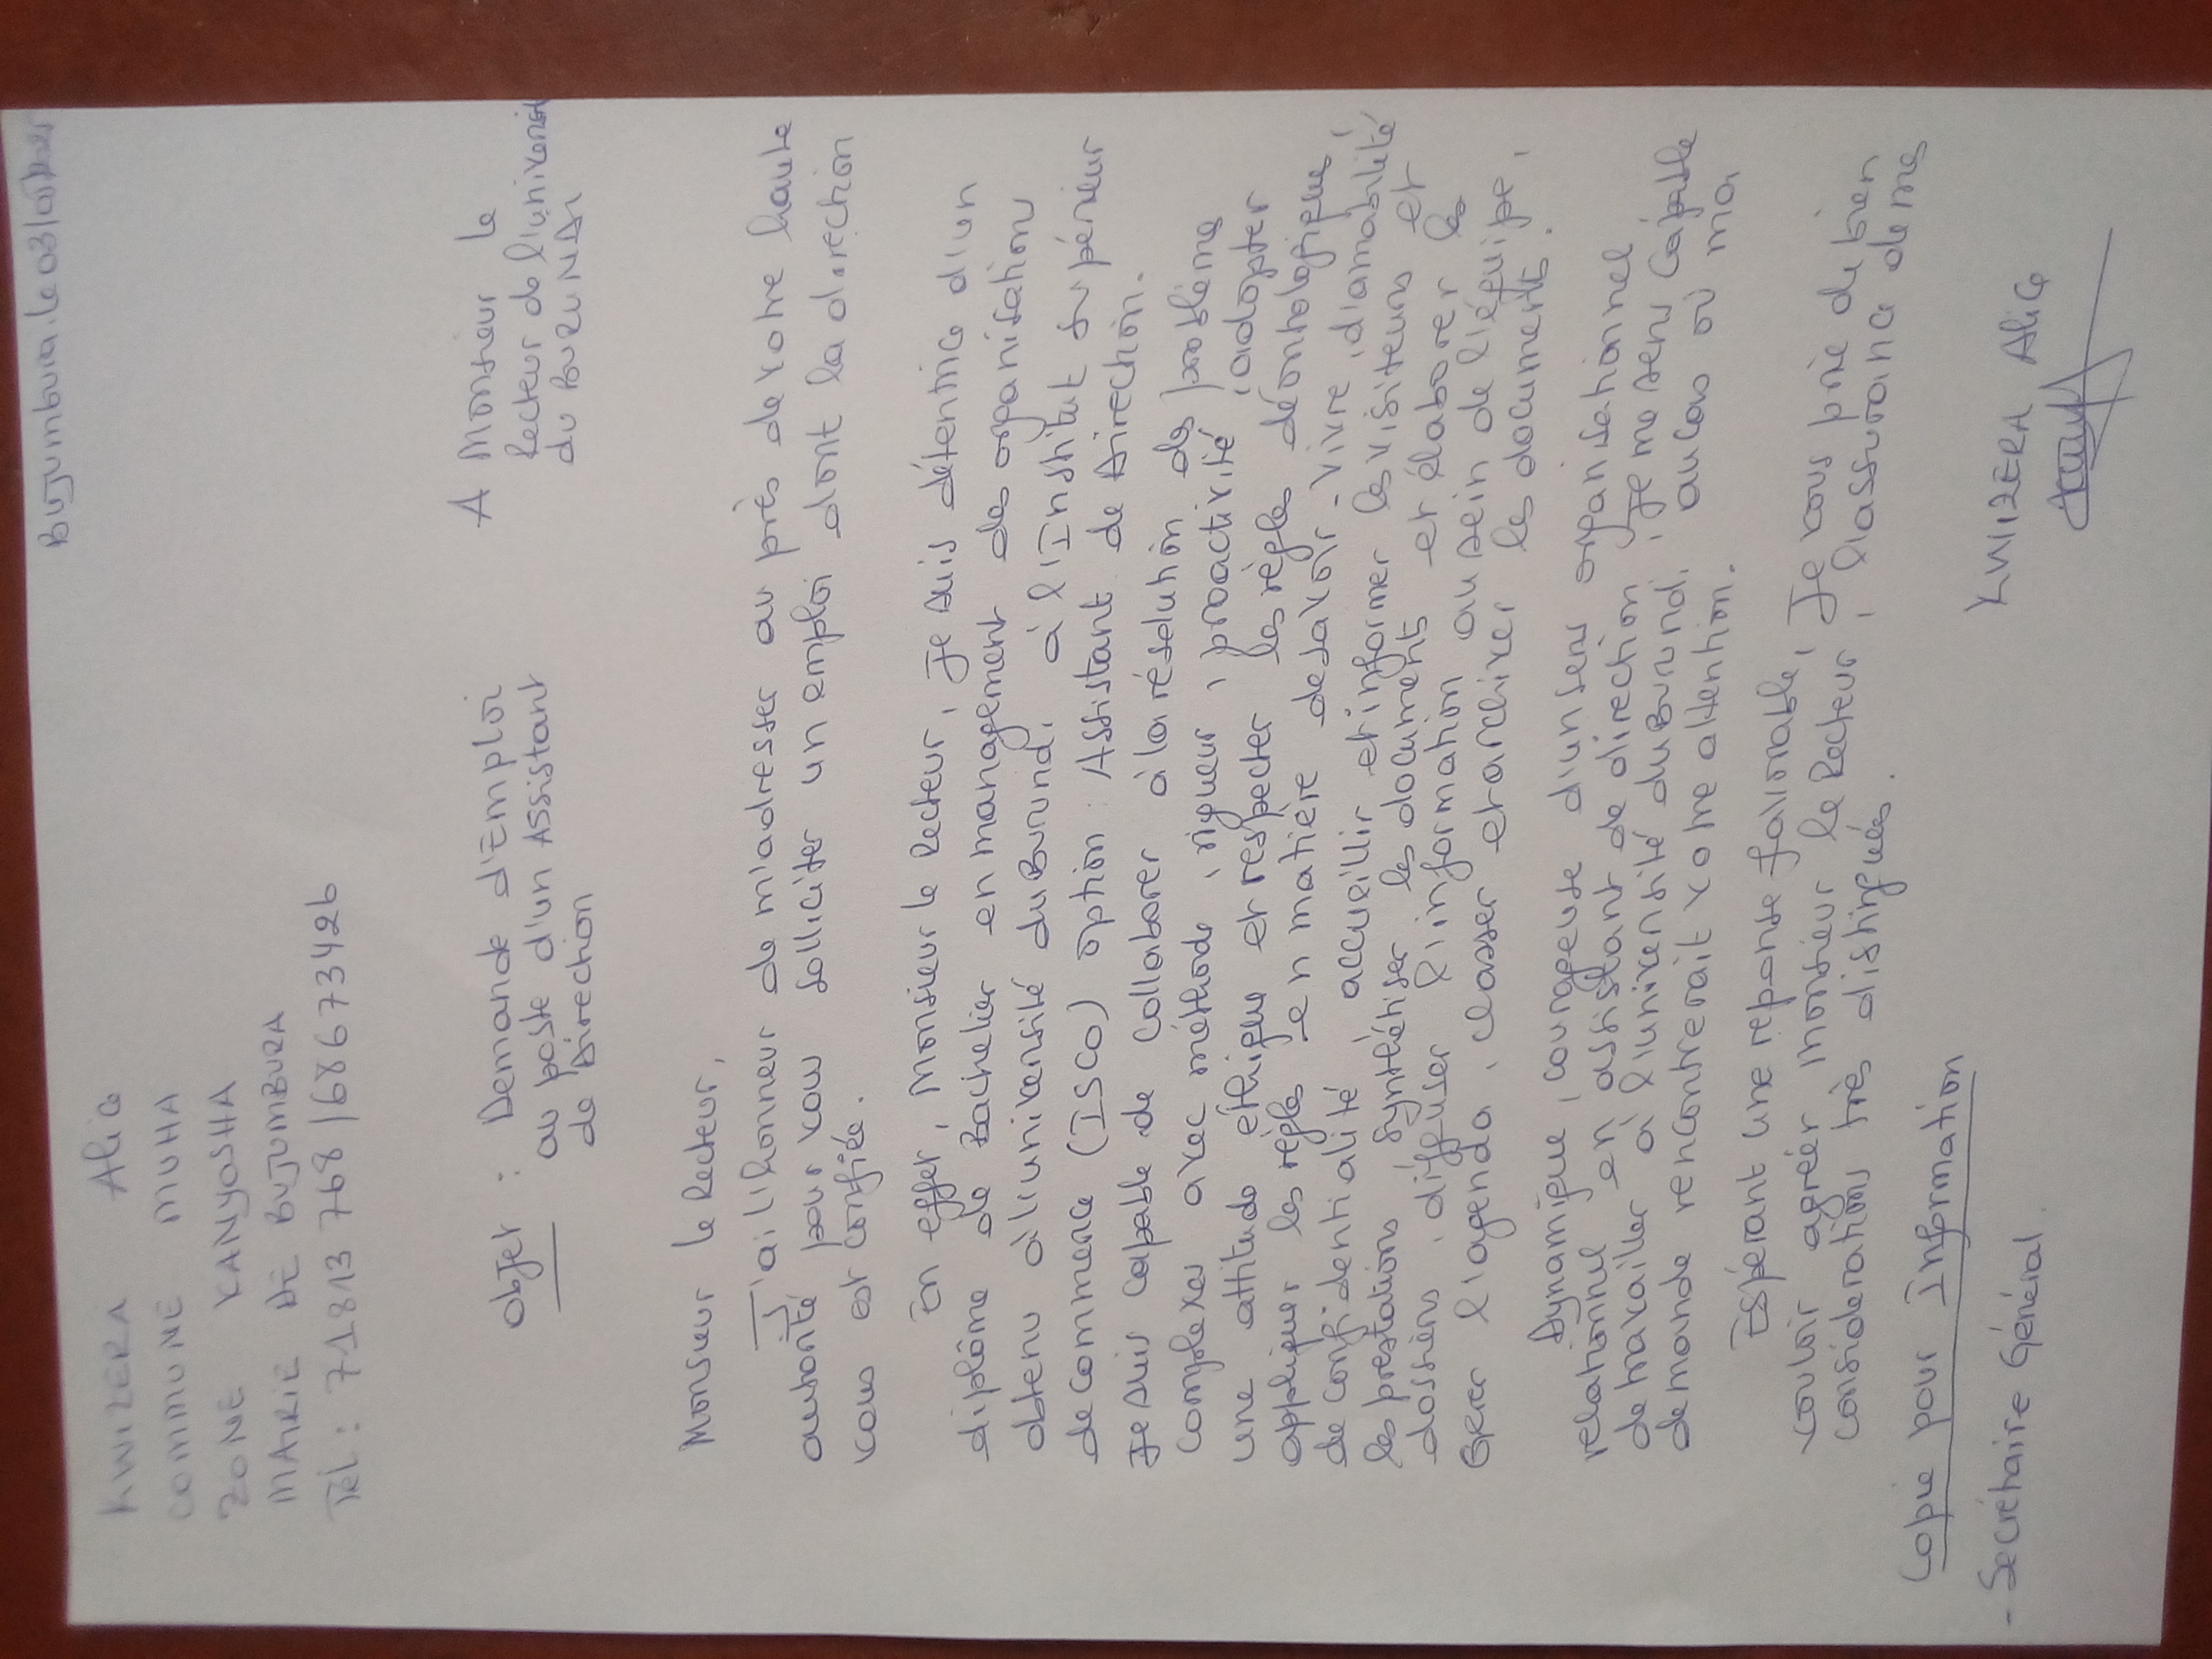 Bujumbura, le 03/01/
KWIZERA Alice
COMMUNE MUHA
ZONE KANYOSHA
MAIRIE DE BUJUMBURA
Tél : 71813768/68673426
A Monsieur le
Recteur de l'université
du BURUNDI
Objet : Demande d'Emploi
au poste d'un Assistant
de Direction
Monsieur le Recteur,
J'ai l'honneur de m'adresser au près de votre haute
autorité pour vous solliciter un emploi dont la direction
vous est confiée.
En effet, Monsieur le Recteur, je suis détentrice d'un
diplôme de Bachelier en management des organisations
obtenu à l'université du Burundi, à l'Institut supérieur
de commerce (ISCO) option : Assistant de Direction.
Je suis capable de collaborer à la résolution des problèmes
complexes avec méthode, rigueur, proactivité, adopter
une attitude éthique et respecter les règles déontologiques,
appliquer les règles en matière de savoir-vivre, d'amabilité,
de confidentialité, accueillir et informer les visiteurs et
les prestations, synthétiser les documents et élaborer les
dossiers, diffuser l'information au sein de l'équipe,
Gérer l'agenda, classer et archiver les documents.
Dynamique, courageuse d'un sens organisationnel
relationnel en assistant de direction, je me sens capable
de travailler à l'université du Burundi, au cas où ma
demande rencontrerait votre attention.
Espérant une reponse favorable, Je vous prie de bien
vouloir agréer Monsieur le Recteur, l'assurance de mes
considérations très distinguées.
KWIZERA Alice
Copie pour Information
- Secrétaire Général.